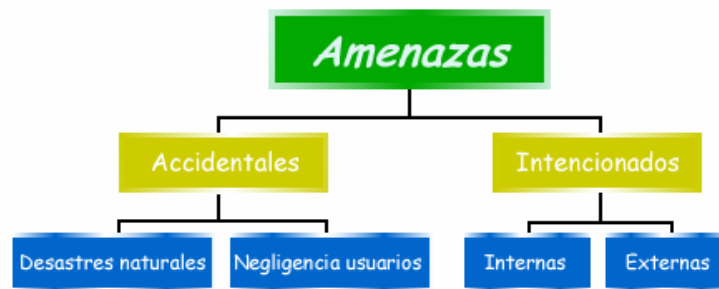 Amenazas
Accidentales
Intencionados
Desastres naturales
Negligencia usuarios
Internas
Externas